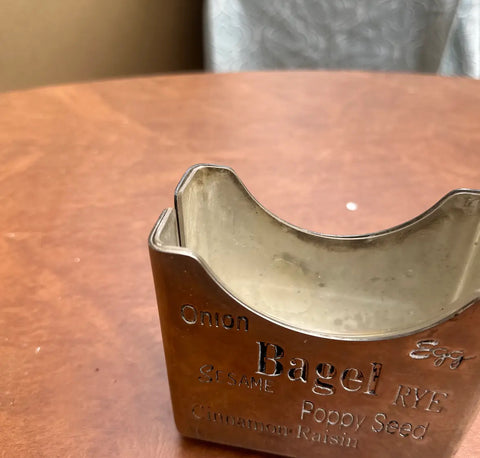 Onion
Egg
Bagel
SESAME
RYE
Poppy Seed
Cinnamon-Raisin